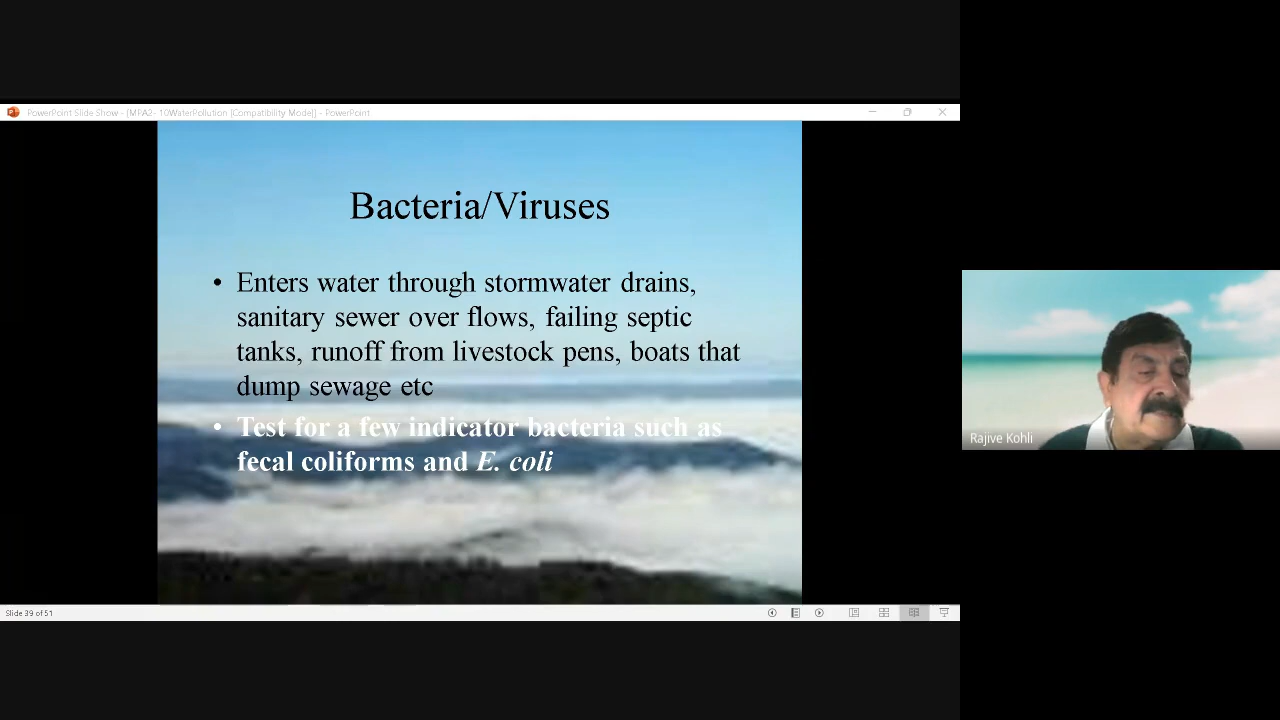 PowerPoint Slide Show - [MPA2- 10WaterPollution [Compatibility Mode]] - PowerPoint
Bacteria/Viruses
• Enters water through stormwater drains,
sanitary sewer over flows, failing septic
tanks, runoff from livestock pens, boats that
dump sewage etc
• Test for a few indicator bacteria such as
fecal coliforms and E. coli
Rajive Kohli
Slide 39 of 51